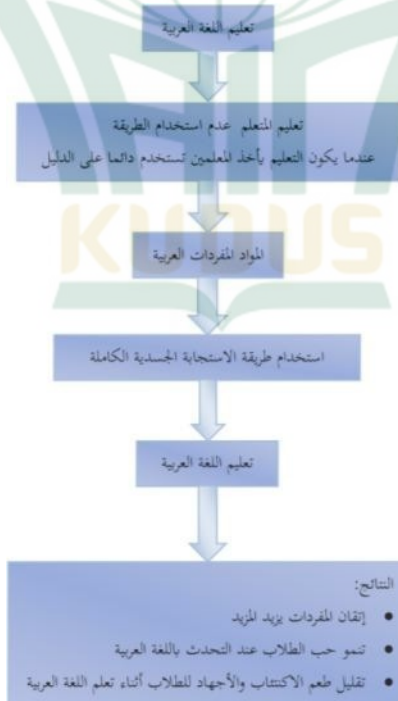 تعليم اللغة العربية
تعليم المتعلم عدم استخدام الطريقة
عندما يكون التعليم يأخذ المعلمين تستخدم دائما على الدليل
KUDUS
المواد المفردات العربية
استخدام طريقة الاستجابة الجسدية الكاملة
تعليم اللغة العربية
النتائج:
• إتقان المفردات يزيد المزيد
• تنمو حب الطلاب عند التحدث باللغة العربية
• تقليل طعم الاكتئاب والأجهاد للطلاب أثناء تعلم اللغة العربية